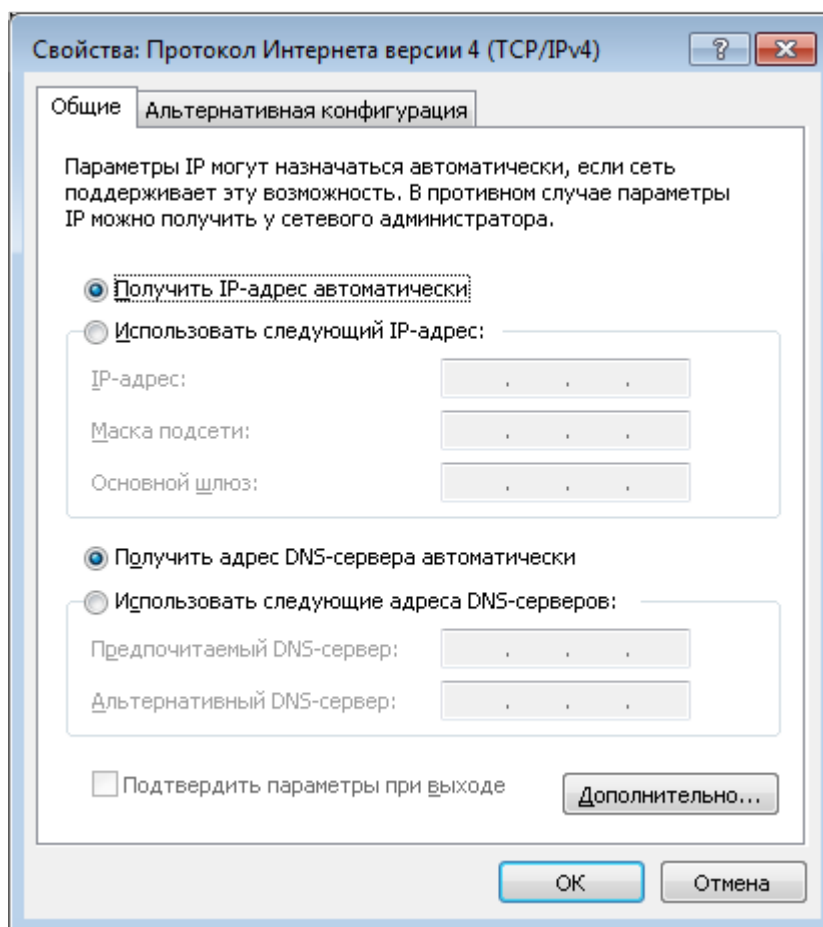 Свойства: Протокол Интернета версии 4 (TCP/IPv4)
Общие
Альтернативная конфигурация
Параметры IP могут назначаться автоматически, если сеть
поддерживает эту возможность. В противном случае параметры
IP можно получить у сетевого администратора.
Получить IP-адрес автоматически
Использовать следующий IP-адрес:
IP-адрес:
Маска подсети:
Основной шлюз:
Получить адрес DNS-сервера автоматически
Использовать следующие адреса DNS-серверов:
Предпочитаемый DNS-сервер:
Альтернативный DNS-сервер:
Подтвердить параметры при выходе
Дополнительно...
ОК
Отмена